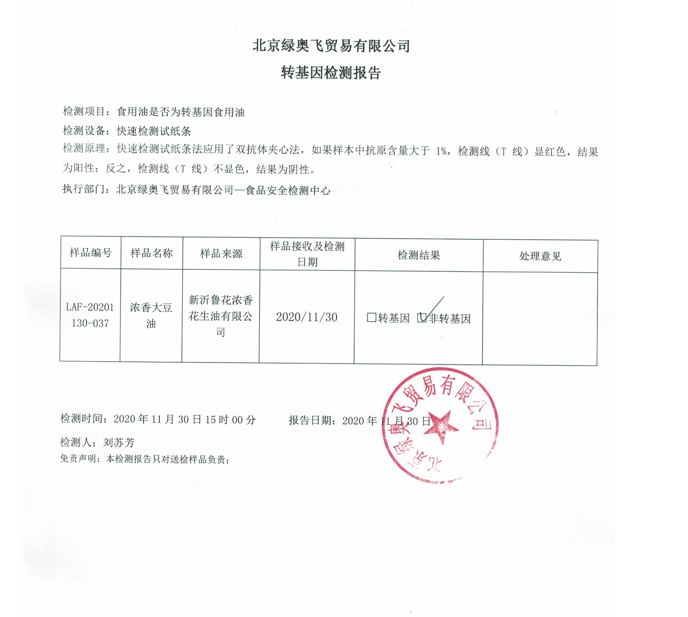 北京绿奥飞贸易有限公司
转基因检测报告
检测项目：食用油是否为转基因食用油
检测设备：快速检测试纸条
检测原理：快速检测试纸条法应用了双抗体夹心法，如果样本中抗原含量大于 1%，检测线（T 线）显红色，结果
为阳性；反之，检测线（T 线）不显色，结果为阴性。
执行部门：北京绿奥飞贸易有限公司—食品安全检测中心
样品编号 样品名称 样品来源 样品接收及检测日期 检测结果 处理意见
LAF-20201
130-037
浓香大豆
油
新沂鲁花浓香
花生油有限公
司
2020/11/30
□转基因 ☑非转基因
检测时间：2020 年 11 月 30 日 15 时 00 分 报告日期：2020 年 11 月 30 日
北京绿奥飞贸易有限公司
检测人：刘苏芳
免责声明：本检测报告只对送检样品负责；